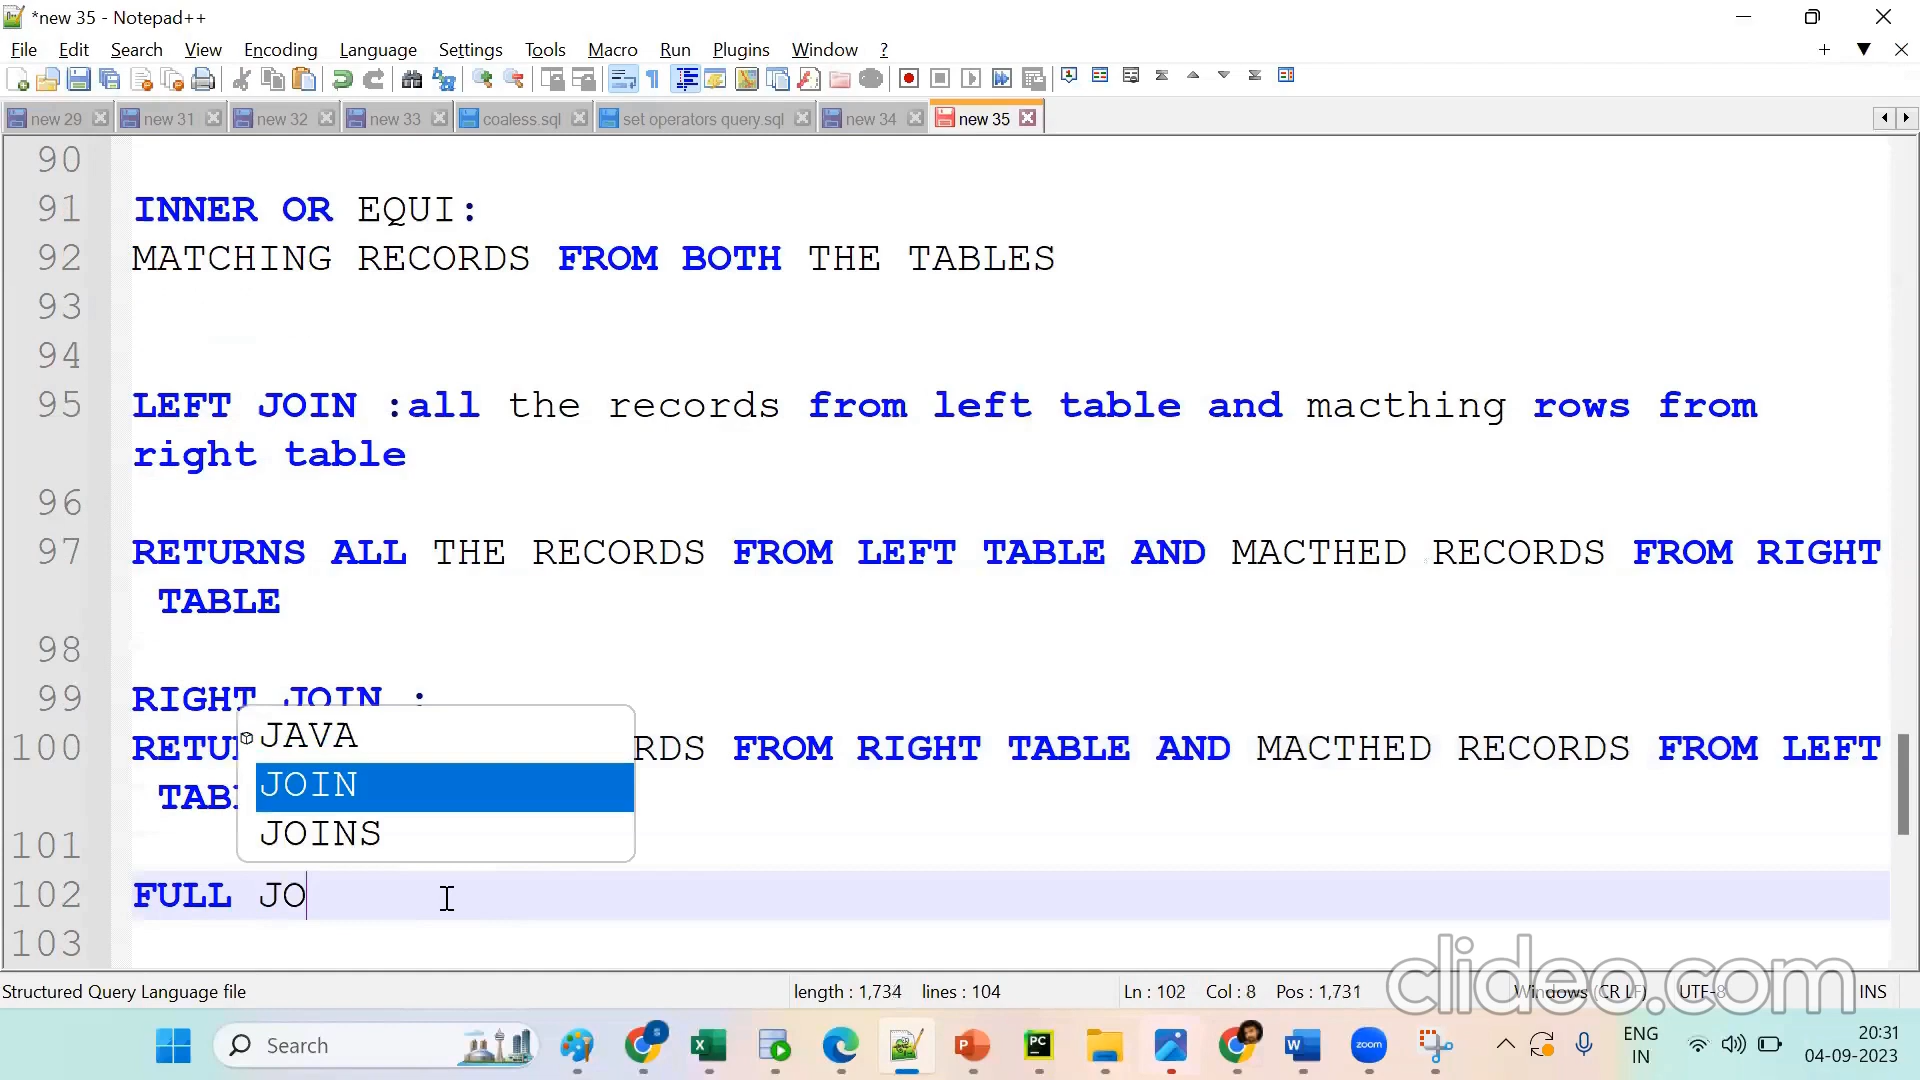 *new 35 - Notepad++
File Edit Search View Encoding Language Settings Tools Macro Run Plugins Window ?
new 29 new 31 new 32 new 33 coaless.sql set operators query.sql new 34 new 35
90
91 INNER OR EQUI:
92 MATCHING RECORDS FROM BOTH THE TABLES
93
94
95 LEFT JOIN :all the records from left table and macthing rows from
right table
96
97 RETURNS ALL THE RECORDS FROM LEFT TABLE AND MACTHED RECORDS FROM RIGHT
TABLE
98
99 RIGHT JOIN :
JAVA
100 RETUR RDS FROM RIGHT TABLE AND MACTHED RECORDS FROM LEFT
JOIN
TABL
JOINS
101
102 FULL JO
103
Structured Query Language file length : 1,734 lines : 104 Ln : 102 Col : 8 Pos : 1,731 Windows (CR LF) UTF-8 INS
clideo.com
Search
ENG
IN
20:31
04-09-2023